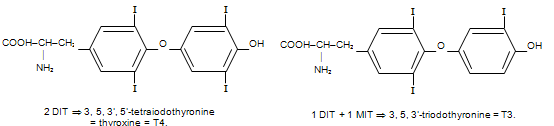 I I I
COOH–CH–CH₂ O OH COOH–CH–CH₂ O OH
NH₂ I I NH₂ I
2 DIT ⇒ 3, 5, 3', 5'-tetraiodothyronine
= thvroxine = T4.
1 DIT + 1 MIT ⇒ 3, 5, 3'-triodothyronine = T3.